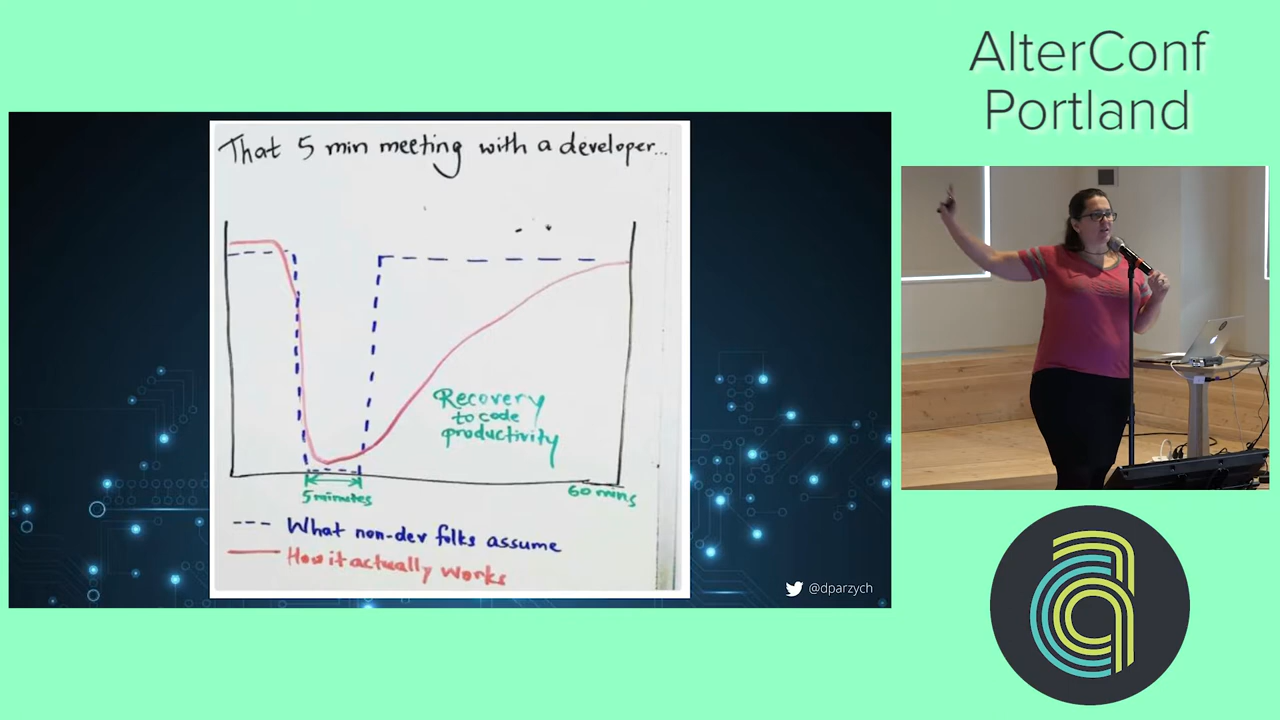 AlterConf
Portland
That 5 min meeting with a developer...
Recovery
to code
productivity
5 minutes
60 mins
What non-dev folks assume
How it actually works
@dparzych